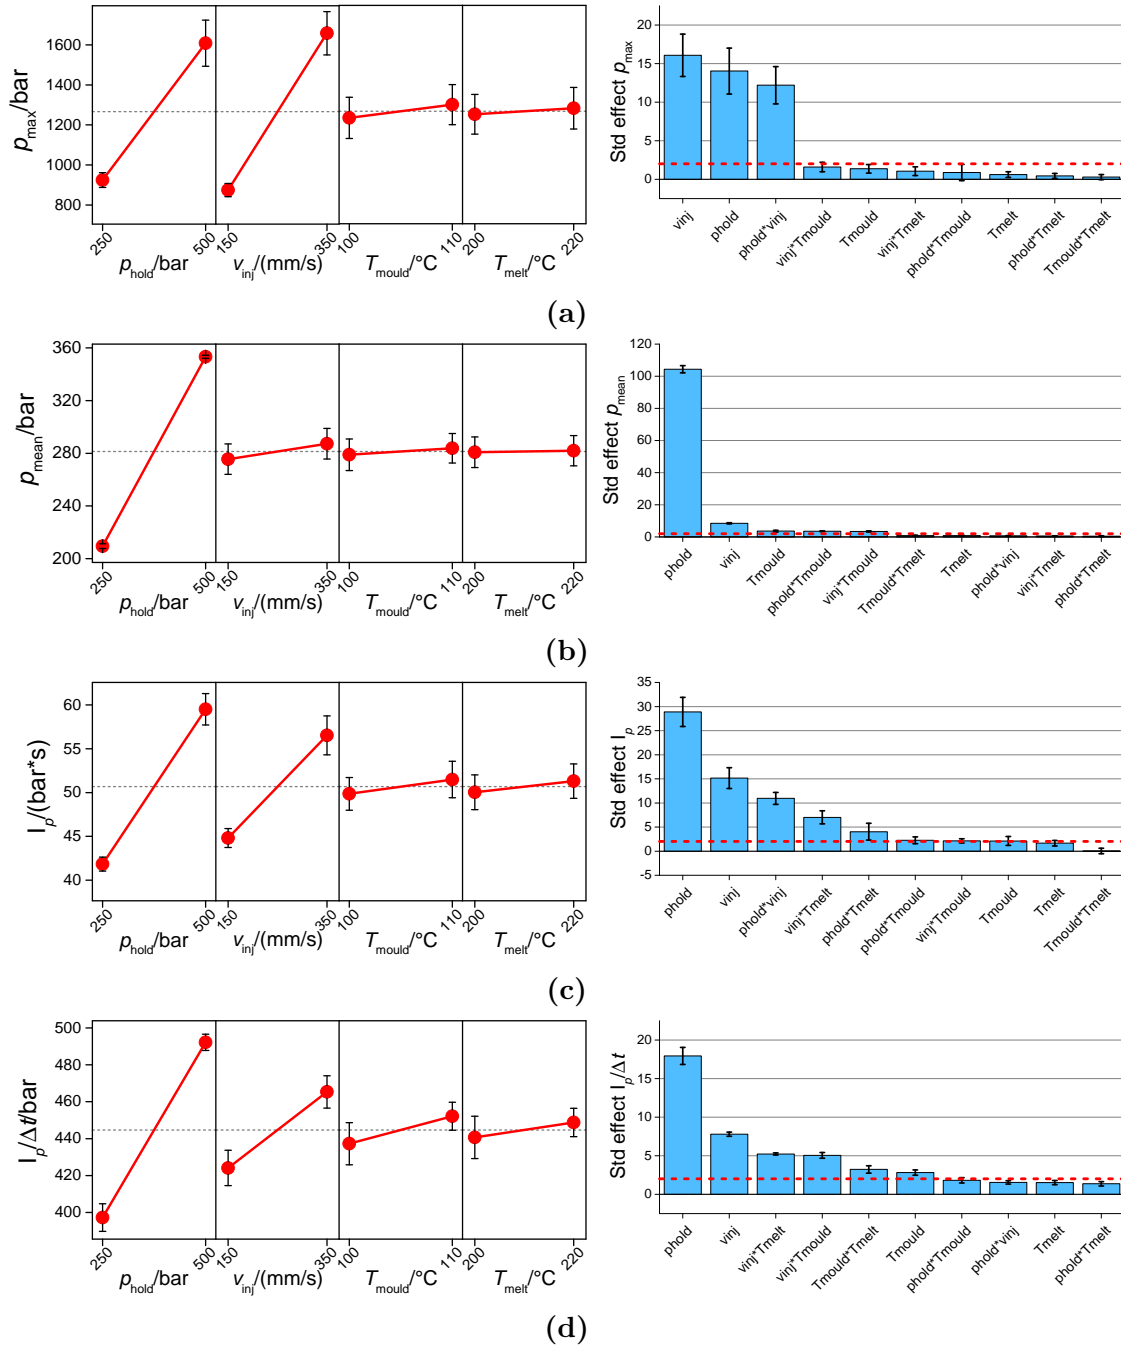 1600
1400
1200
1000
800
p_max/bar
250
500
150
350
100
110
200
220
p_hold/bar
v_inj/(mm/s)
T_mould/°C
T_melt/°C
20
15
10
5
0
Std effect p_max
vinj
phold
phold*vinj
vinj*Tmould
Tmould
vinj*Tmelt
phold*Tmould
Tmelt
phold*Tmelt
Tmould*Tmelt
(a)
360
320
280
240
200
p_mean/bar
250
500
150
350
100
110
200
220
p_hold/bar
v_inj/(mm/s)
T_mould/°C
T_melt/°C
120
100
80
60
40
20
0
Std effect p_mean
phold
vinj
Tmould
phold*Tmould
vinj*Tmould
Tmould*Tmelt
Tmelt
phold*vinj
vinj*Tmelt
phold*Tmelt
(b)
60
55
50
45
40
I_p/(bar*s)
250
500
150
350
100
110
200
220
p_hold/bar
v_inj/(mm/s)
T_mould/°C
T_melt/°C
35
30
25
20
15
10
5
0
-5
Std effect I_p
phold
vinj
phold*vinj
vinj*Tmelt
phold*Tmelt
phold*Tmould
vinj*Tmould
Tmould
Tmelt
Tmould*Tmelt
(c)
500
480
460
440
420
400
I_p/Δt/bar
250
500
150
350
100
110
200
220
p_hold/bar
v_inj/(mm/s)
T_mould/°C
T_melt/°C
20
15
10
5
0
Std effect I_p/Δt
phold
vinj
vinj*Tmelt
vinj*Tmould
Tmould*Tmelt
Tmould
phold*Tmould
phold*vinj
Tmelt
phold*Tmelt
(d)